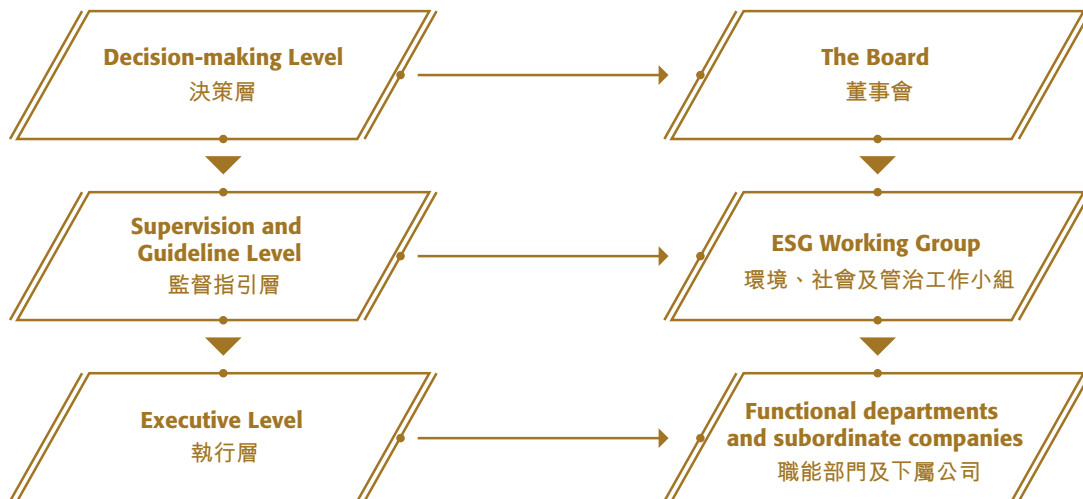 Decision-making Level
決策層
The Board
董事會
Supervision and
Guideline Level
監督指引層
ESG Working Group
環境、社會及管治工作小組
Executive Level
執行層
Functional departments
and subordinate companies
職能部門及下屬公司